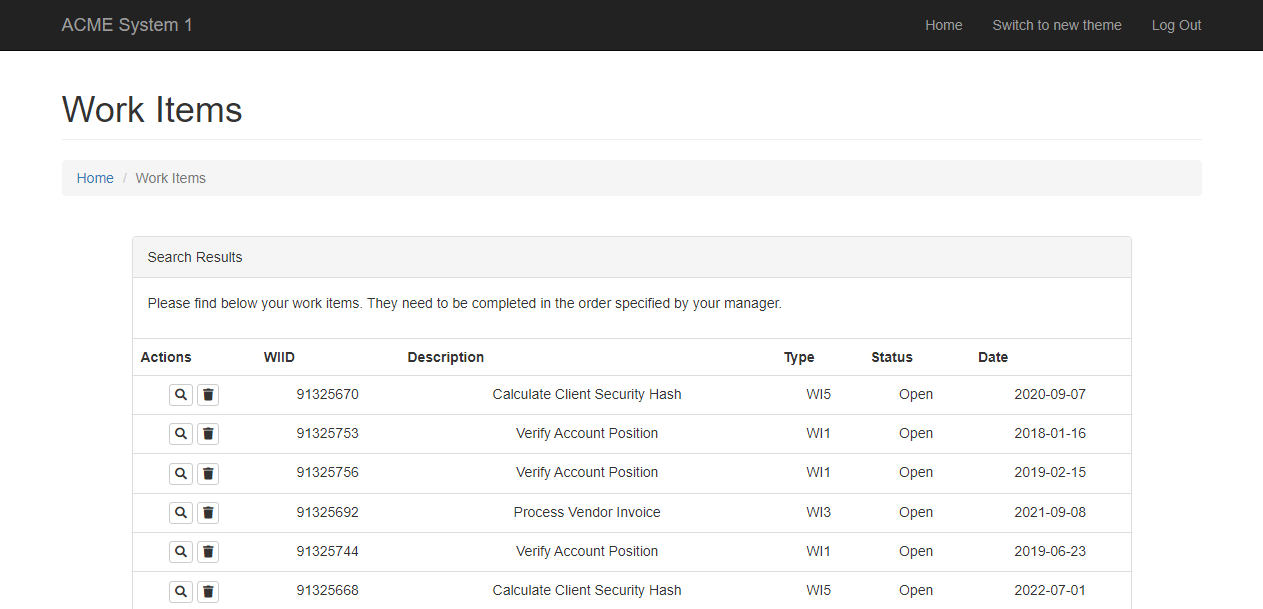 ACME System 1 Home Switch to new theme Log Out
Work Items
Home / Work Items
Search Results
Please find below your work items. They need to be completed in the order specified by your manager.
Actions WIID Description Type Status Date
91325670 Calculate Client Security Hash WI5 Open 2020-09-07
91325753 Verify Account Position WI1 Open 2018-01-16
91325756 Verify Account Position WI1 Open 2019-02-15
91325692 Process Vendor Invoice WI3 Open 2021-09-08
91325744 Verify Account Position WI1 Open 2019-06-23
91325668 Calculate Client Security Hash WI5 Open 2022-07-01